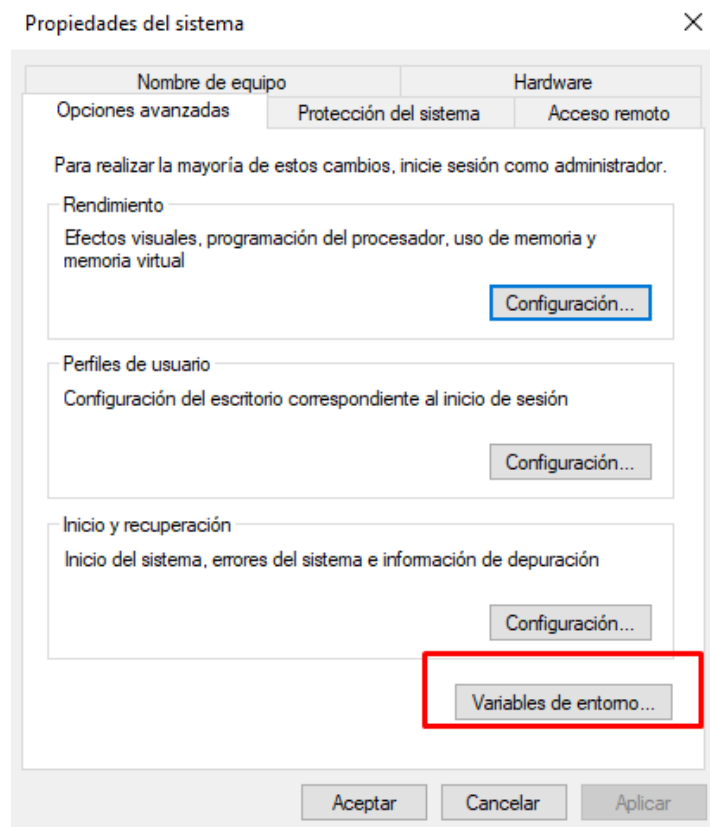 Propiedades del sistema
Nombre de equipo
Hardware
Opciones avanzadas
Protección del sistema
Acceso remoto
Para realizar la mayoría de estos cambios, inicie sesión como administrador.
Rendimiento
Efectos visuales, programación del procesador, uso de memoria y
memoria virtual
Configuración...
Perfiles de usuario
Configuración del escritorio correspondiente al inicio de sesión
Configuración...
Inicio y recuperación
Inicio del sistema, errores del sistema e información de depuración
Configuración...
Variables de entorno...
Aceptar
Cancelar
Aplicar